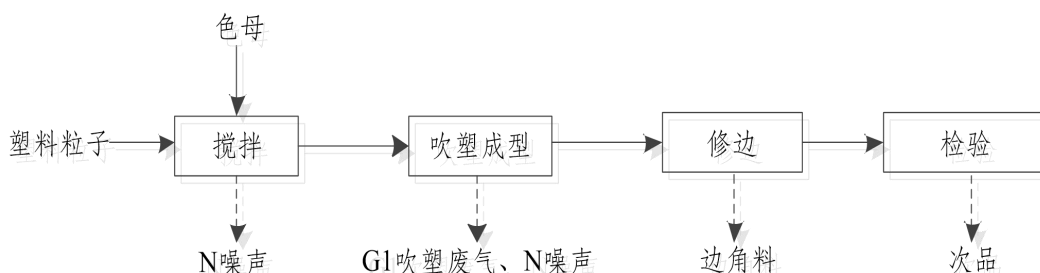 色母
塑料粒子
搅拌
吹塑成型
修边
检验
N噪声
G1吹塑废气、N噪声
边角料
次品